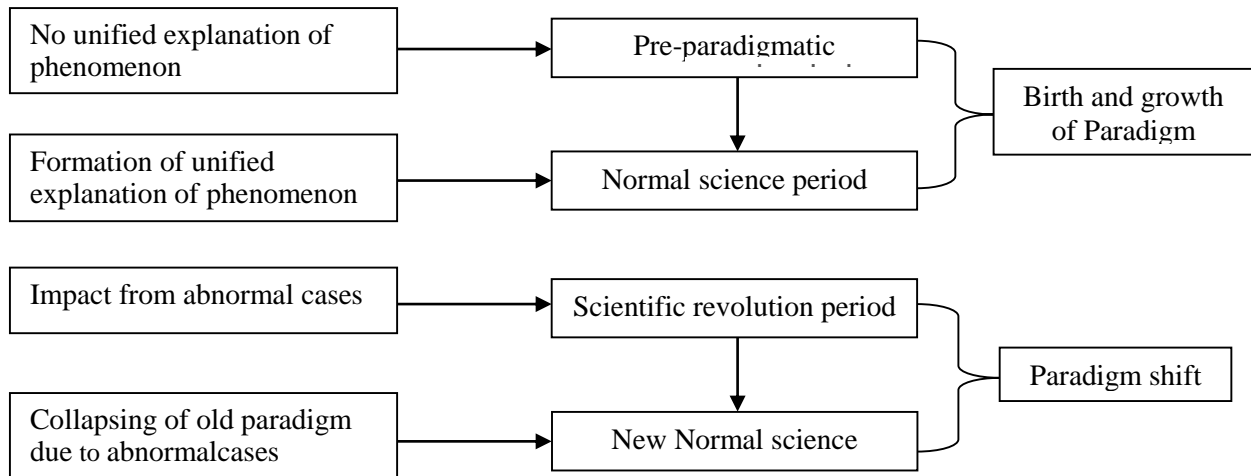 No unified explanation of
phenomenon
Pre-paradigmatic
Birth and growth
of Paradigm
Formation of unified
explanation of phenomenon
Normal science period
Impact from abnormal cases
Scientific revolution period
Paradigm shift
Collapsing of old paradigm
due to abnormalcases
New Normal science